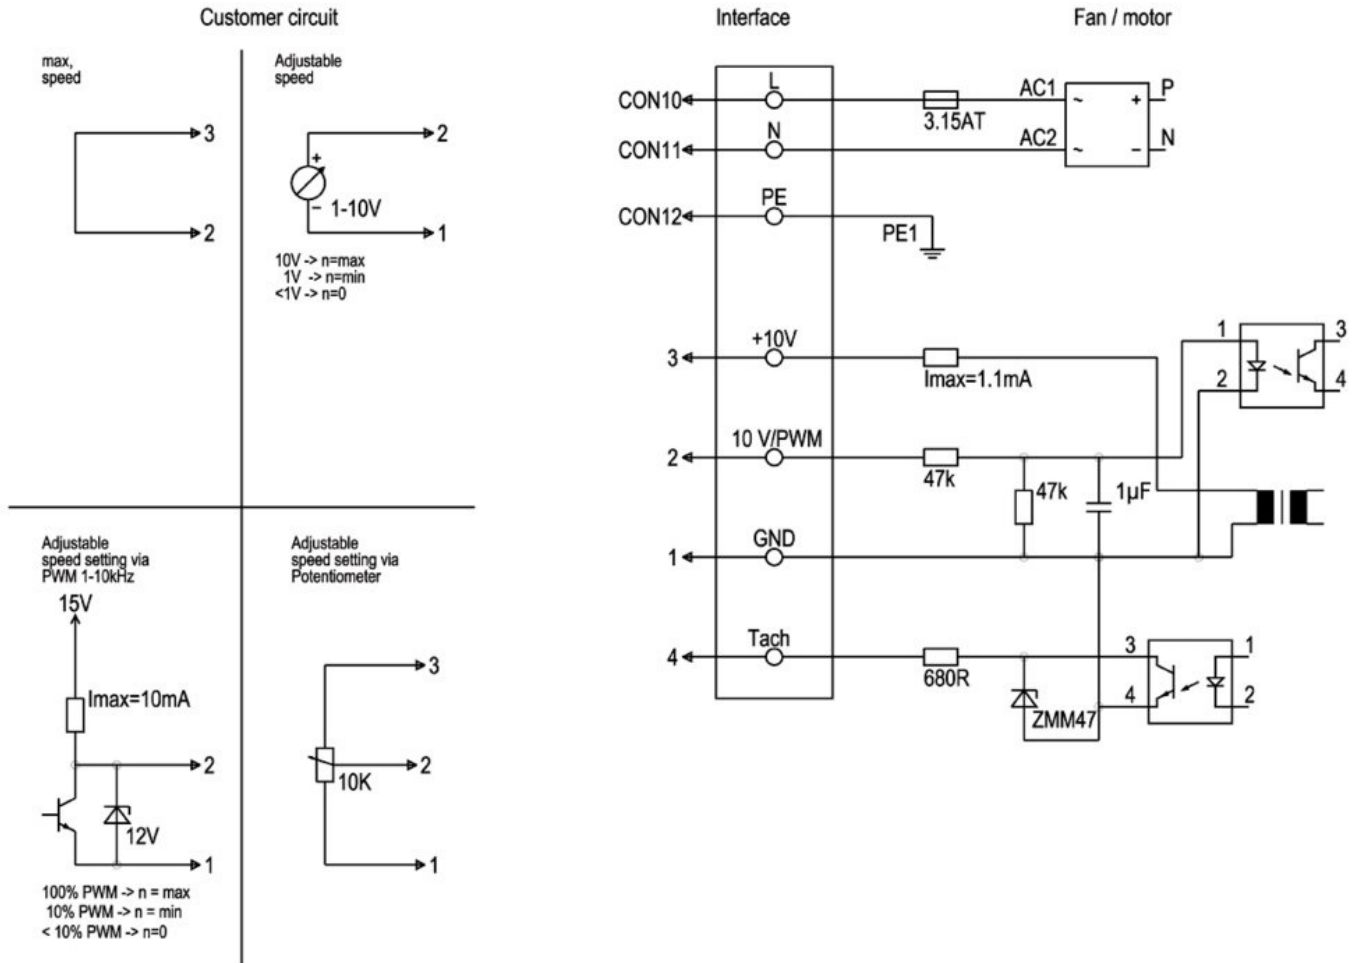 Customer circuit
Interface
Fan / motor
max,
speed
3
2
Adjustable
speed
2
+
− 1-10V
1
10V -> n=max
1V -> n=min
<1V -> n=0
Adjustable
speed setting via
PWM 1-10kHz
15V
Imax=10mA
2
12V
1
100% PWM -> n = max
10% PWM -> n = min
< 10% PWM -> n=0
Adjustable
speed setting via
Potentiometer
3
2
10K
1
L
CON10
3.15AT
AC1
~ + P
N
CON11
AC2
~ − N
PE
CON12
PE1
+10V
3
Imax=1.1mA
1 3
2 4
10 V/PWM
2
47k
47k
1µF
GND
1
Tach
4
680R
ZMM47
3 1
4 2